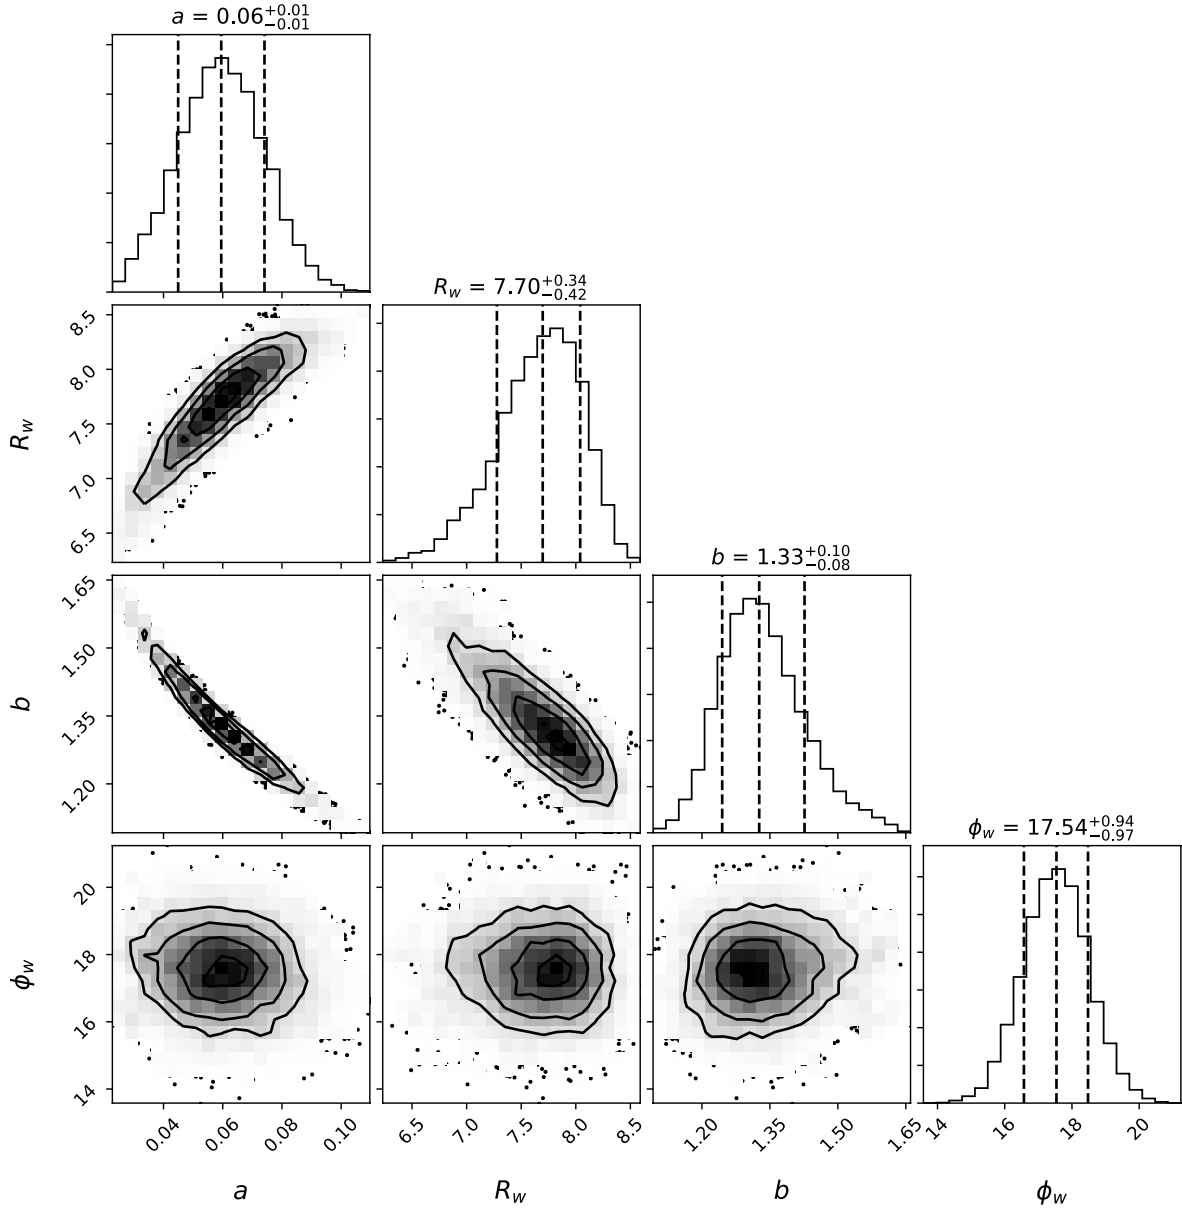 a = 0.06 +0.01 −0.01
R_w = 7.70 +0.34 −0.42
8.5
8.0
7.5
7.0
6.5
R_w
b = 1.33 +0.10 −0.08
1.65
1.50
1.35
1.20
b
ϕ_w = 17.54 +0.94 −0.97
20
18
16
14
ϕ_w
0.04 0.06 0.08 0.10 6.5 7.0 7.5 8.0 8.5 1.20 1.35 1.50 1.65 14 16 18 20
a R_w b ϕ_w